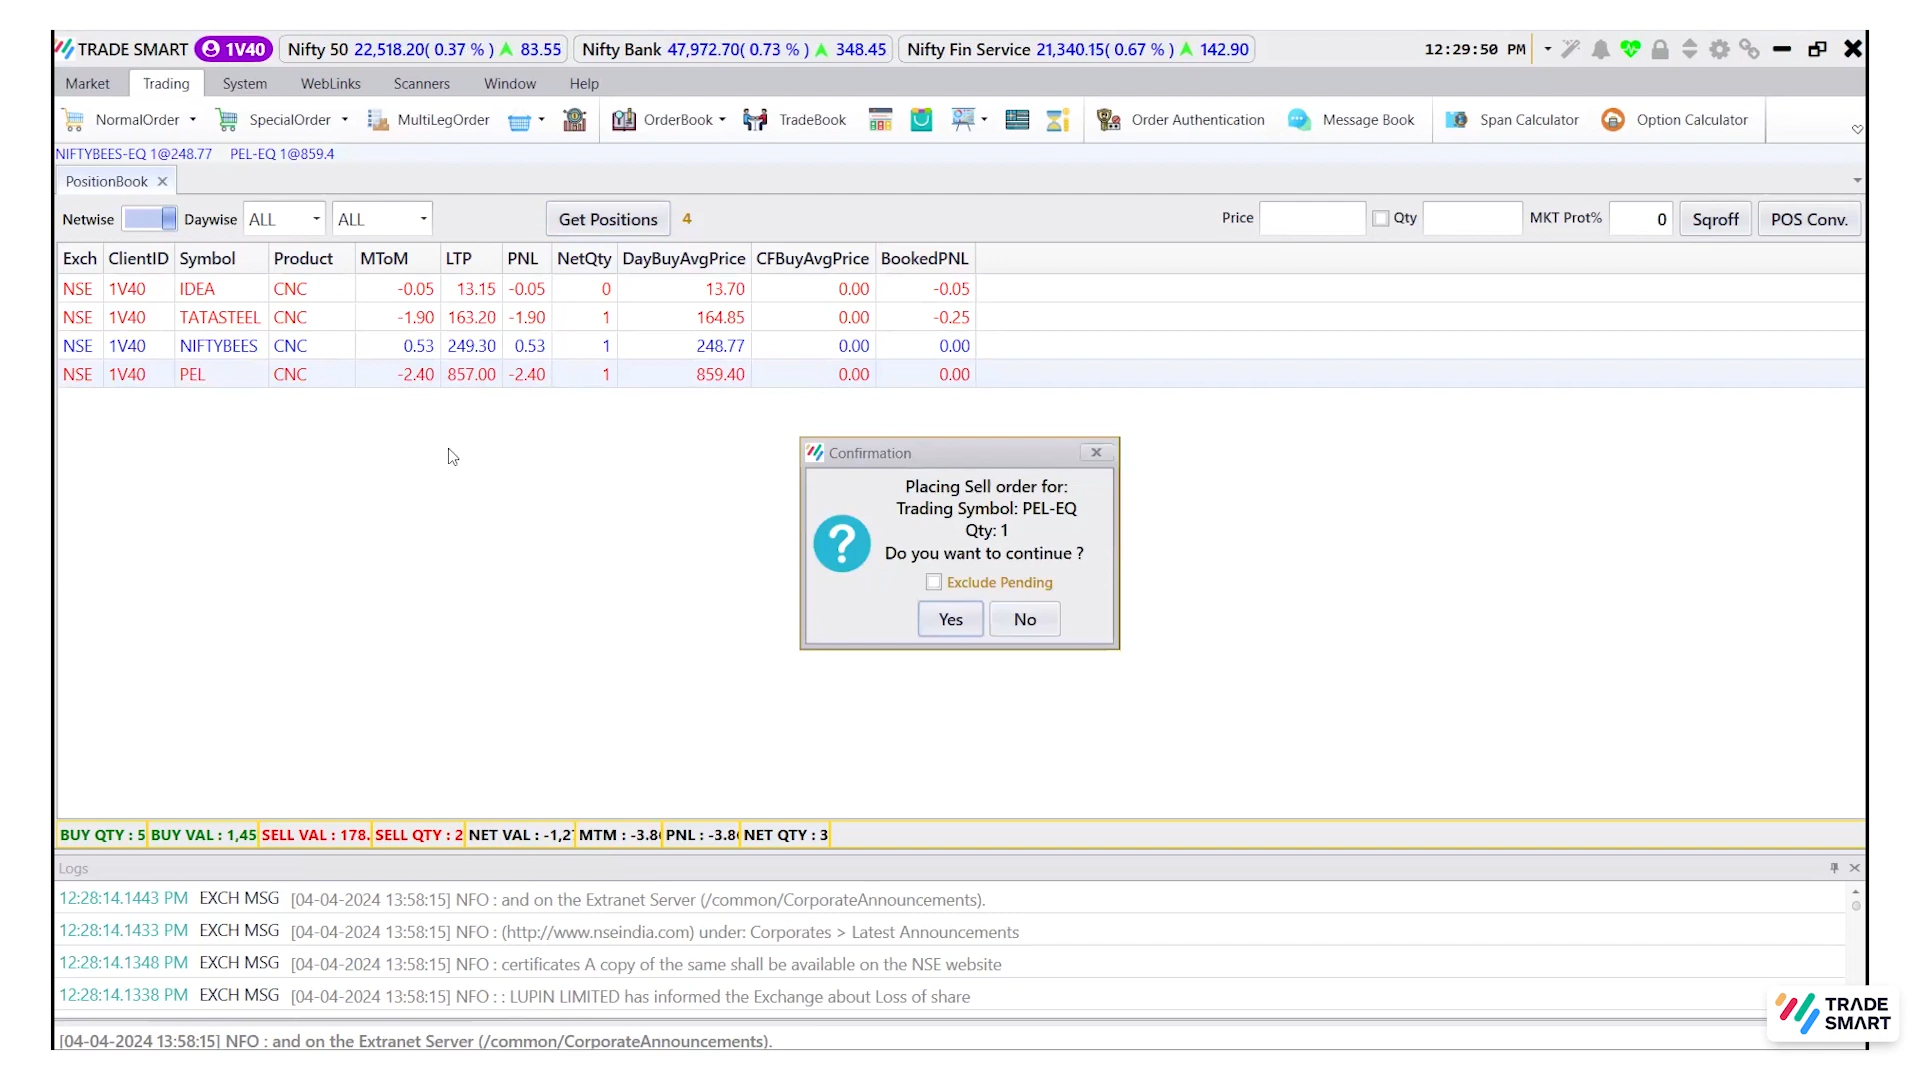 TRADE SMART 1V40 Nifty 50 22,518.20( 0.37 % ) 83.55 Nifty Bank 47,972.70( 0.73 % ) 348.45 Nifty Fin Service 21,340.15( 0.67 % ) 142.90 12:29:50 PM
Market Trading System WebLinks Scanners Window Help
NormalOrder SpecialOrder MultiLegOrder OrderBook TradeBook Order Authentication Message Book Span Calculator Option Calculator
NIFTYBEES-EQ 1@248.77 PEL-EQ 1@859.4
PositionBook
Netwise Daywise ALL ALL Get Positions 4 Price Qty MKT Prot% 0 Sqroff POS Conv.
Exch ClientID Symbol Product MToM LTP PNL NetQty DayBuyAvgPrice CFBuyAvgPrice BookedPNL
NSE 1V40 IDEA CNC -0.05 13.15 -0.05 0 13.70 0.00 -0.05
NSE 1V40 TATASTEEL CNC -1.90 163.20 -1.90 1 164.85 0.00 -0.25
NSE 1V40 NIFTYBEES CNC 0.53 249.30 0.53 1 248.77 0.00 0.00
NSE 1V40 PEL CNC -2.40 857.00 -2.40 1 859.40 0.00 0.00
Confirmation
Placing Sell order for:
Trading Symbol: PEL-EQ
Qty: 1
Do you want to continue ?
Exclude Pending
Yes No
BUY QTY : 5 BUY VAL : 1,45 SELL VAL : 178. SELL QTY : 2 NET VAL : -1,2 MTM : -3.8 PNL : -3.8 NET QTY : 3
Logs
12:28:14.1443 PM EXCH MSG [04-04-2024 13:58:15] NFO : and on the Extranet Server (/common/CorporateAnnouncements).
12:28:14.1433 PM EXCH MSG [04-04-2024 13:58:15] NFO : (http://www.nseindia.com) under: Corporates > Latest Announcements
12:28:14.1348 PM EXCH MSG [04-04-2024 13:58:15] NFO : certificates A copy of the same shall be available on the NSE website
12:28:14.1338 PM EXCH MSG [04-04-2024 13:58:15] NFO : : LUPIN LIMITED has informed the Exchange about Loss of share
[04-04-2024 13:58:15] NFO : and on the Extranet Server (/common/CorporateAnnouncements).
TRADE
SMART